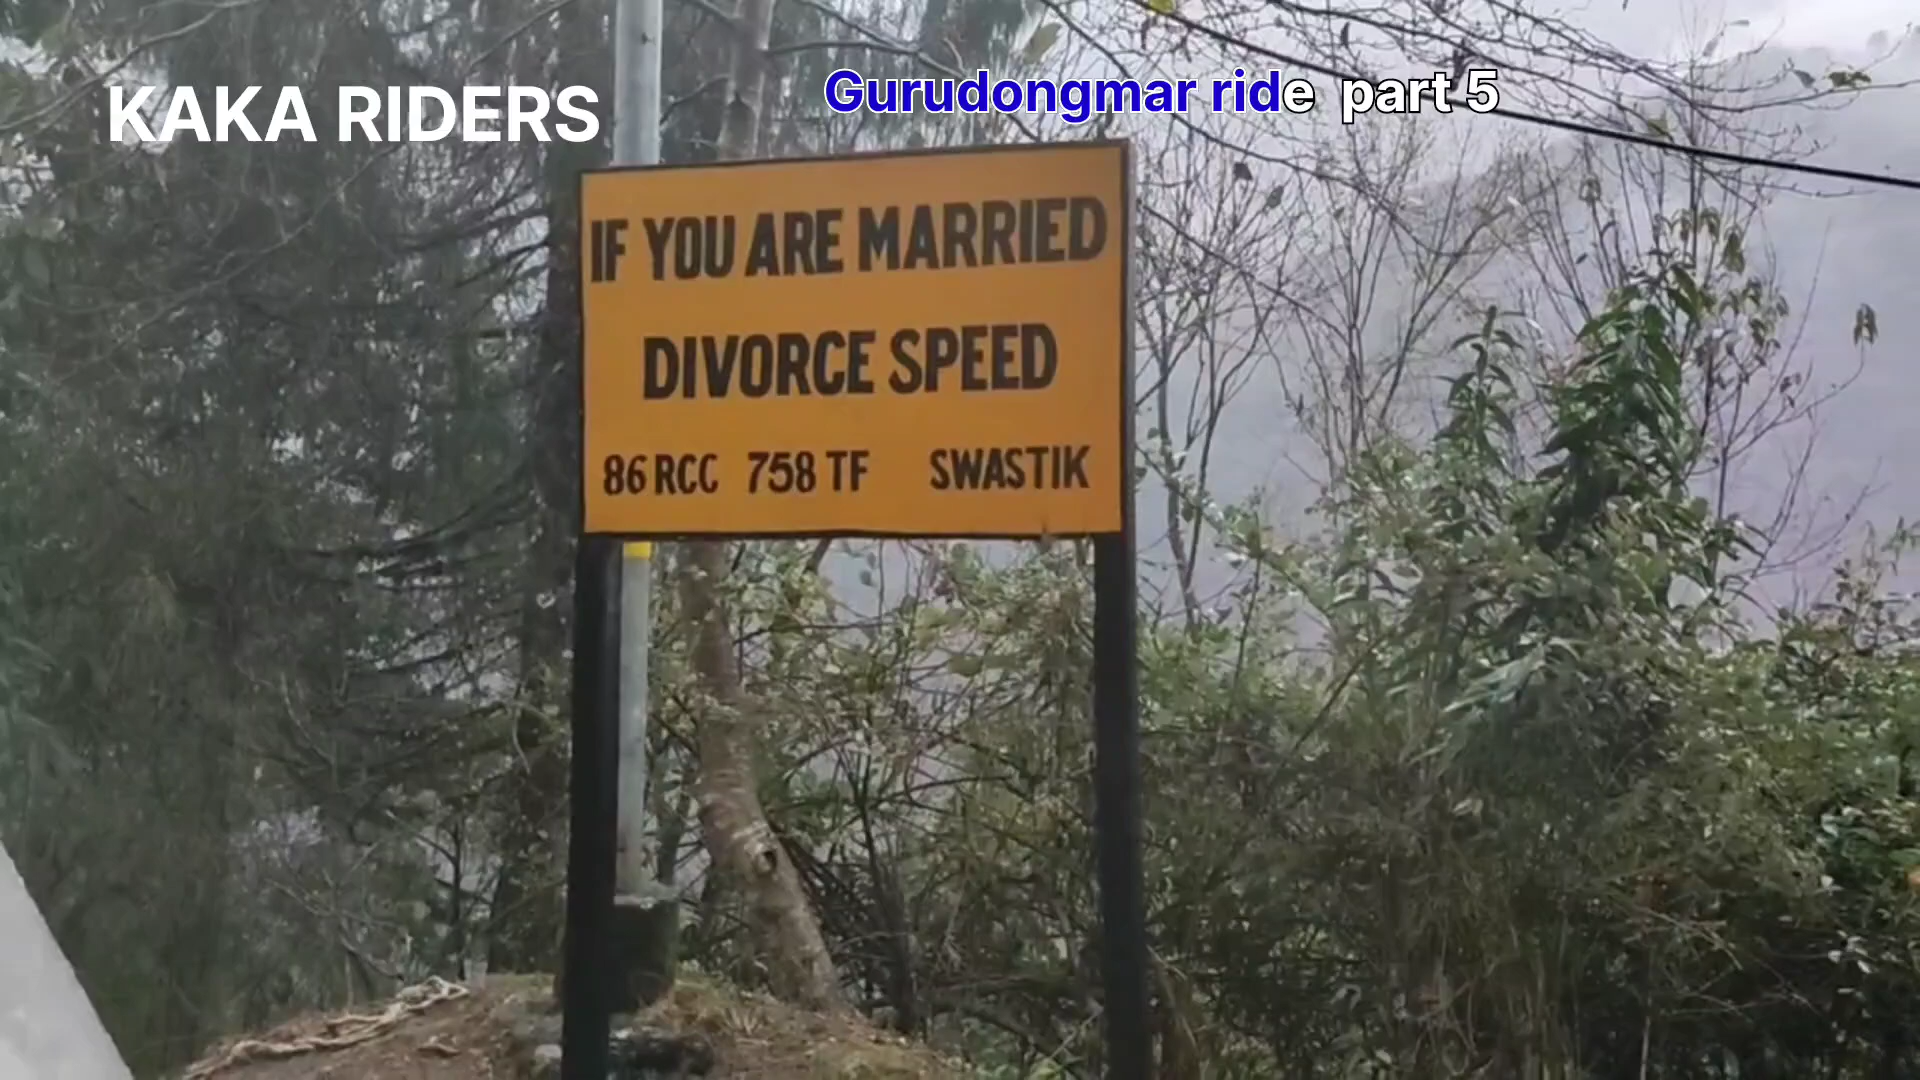 KAKA RIDERS
Gurudongmar ride part 5
IF YOU ARE MARRIED
DIVORCE SPEED
86 RCC 758 TF SWASTIK